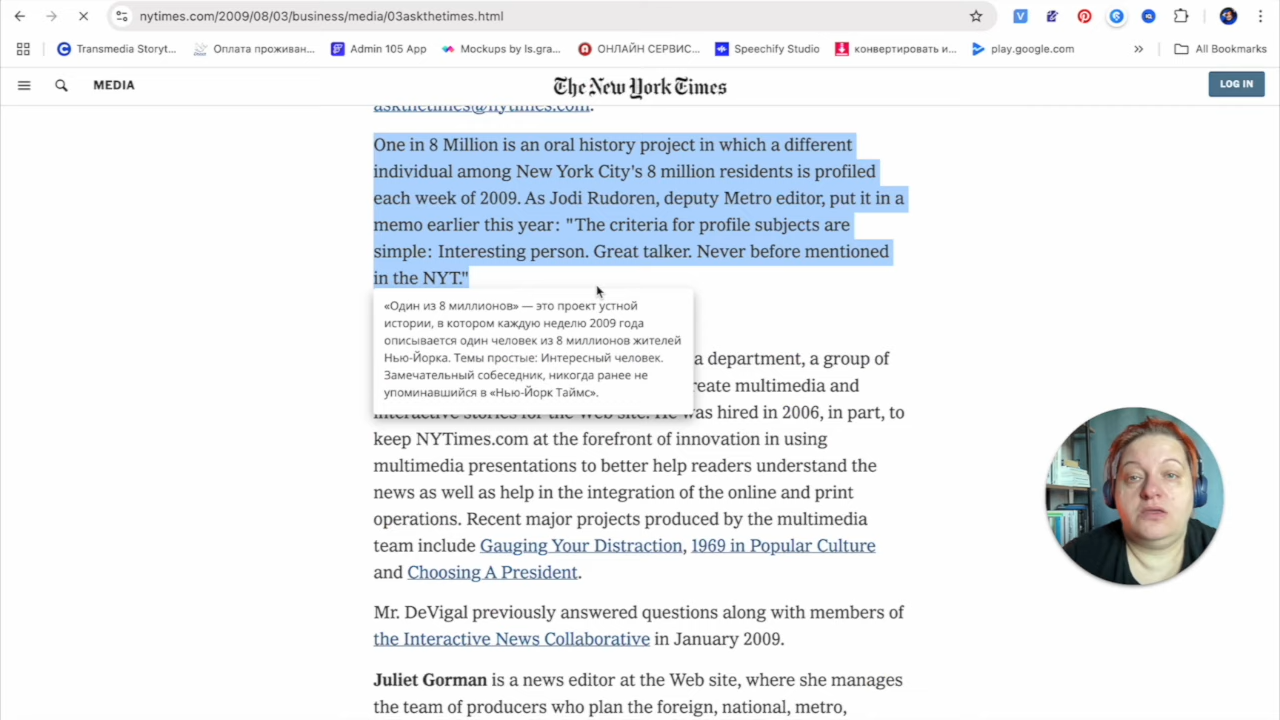 nytimes.com/2009/08/03/business/media/03askthetimes.html
Transmedia Storyt...
Оплата прожи​ван...
Admin 105 App
Mockups by ls.gra...
ОНЛАЙН СЕРВИС...
Speechify Studio
конвертировать и...
play.google.com
»
All Bookmarks
MEDIA
The New York Times
LOG IN
askthetimes@nytimes.com.
One in 8 Million is an oral history project in which a different
individual among New York City's 8 million residents is profiled
each week of 2009. As Jodi Rudoren, deputy Metro editor, put it in a
memo earlier this year: "The criteria for profile subjects are
simple: Interesting person. Great talker. Never before mentioned
in the NYT."
«Один из 8 миллионов» — это проект устной
истории, в котором каждую неделю 2009 года
описывается один человек из 8 миллионов жителей
Нью-Йорка. Темы простые: Интересный человек.
Замечательный собеседник, никогда ранее не
упоминавшийся в «Нью-Йорк Таймс».
a department, a group of
reate multimedia and
interactive stories for the Web site. He was hired in 2006, in part, to
keep NYTimes.com at the forefront of innovation in using
multimedia presentations to better help readers understand the
news as well as help in the integration of the online and print
operations. Recent major projects produced by the multimedia
team include Gauging Your Distraction, 1969 in Popular Culture
and Choosing A President.
Mr. DeVigal previously answered questions along with members of
the Interactive News Collaborative in January 2009.
Juliet Gorman is a news editor at the Web site, where she manages
the team of producers who plan the foreign, national, metro,